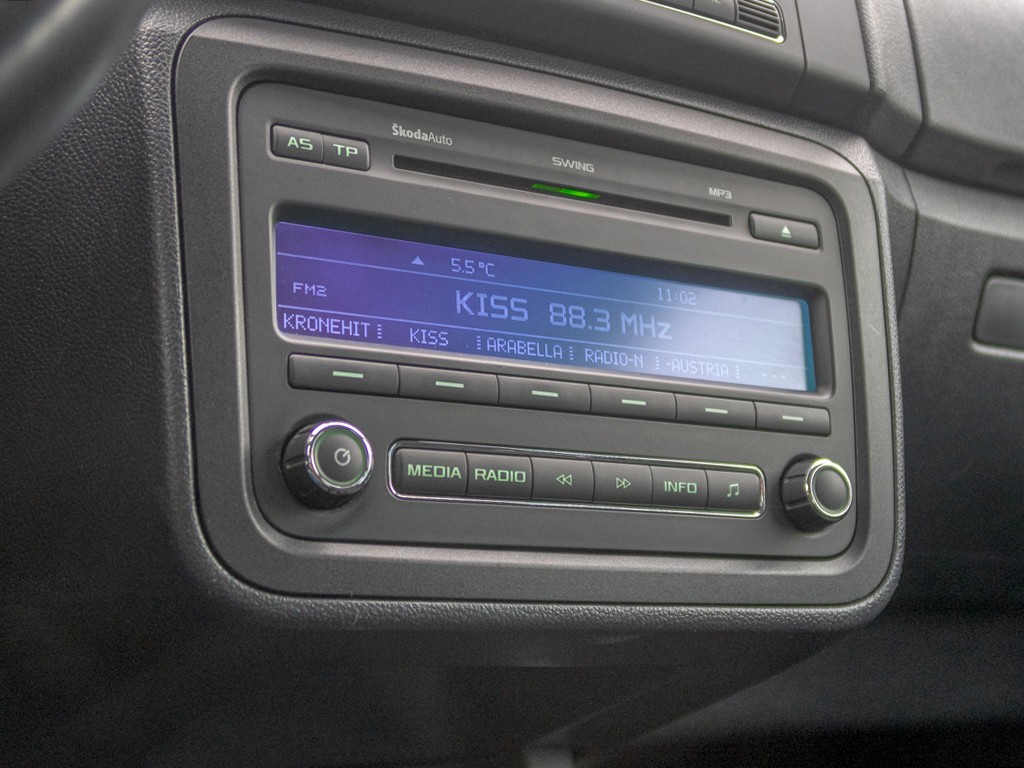 AS TP
ŠkodaAuto
SWING
MP3
5.5°C
11:02
FM2
KISS 88.3 MHz
KRONEHIT KISS ARABELLA RADIO-N -AUSTRIA ---
MEDIA RADIO INFO